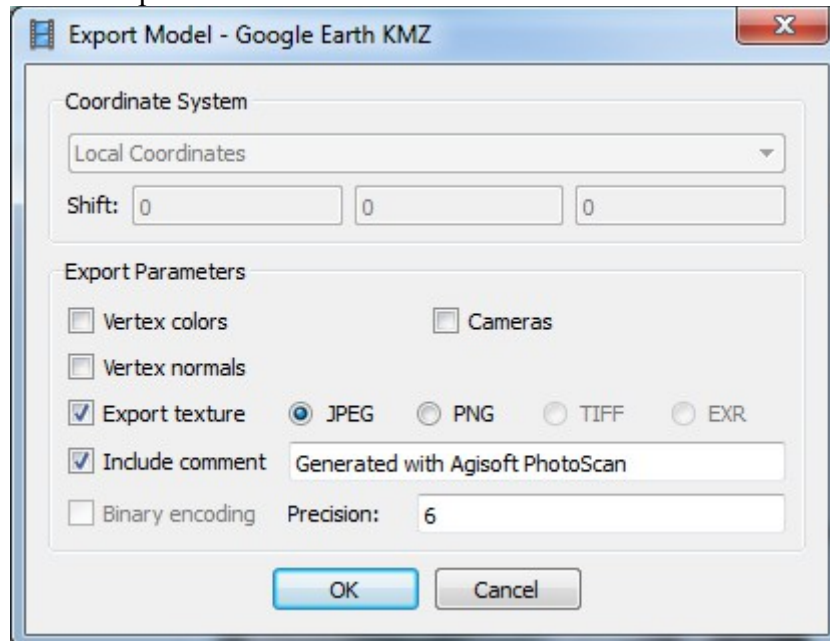 Export Model - Google Earth KMZ
Coordinate System
Local Coordinates
Shift: 0 0 0
Export Parameters
Vertex colors Cameras
Vertex normals
Export texture JPEG PNG TIFF EXR
Include comment Generated with Agisoft PhotoScan
Binary encoding Precision: 6
OK Cancel